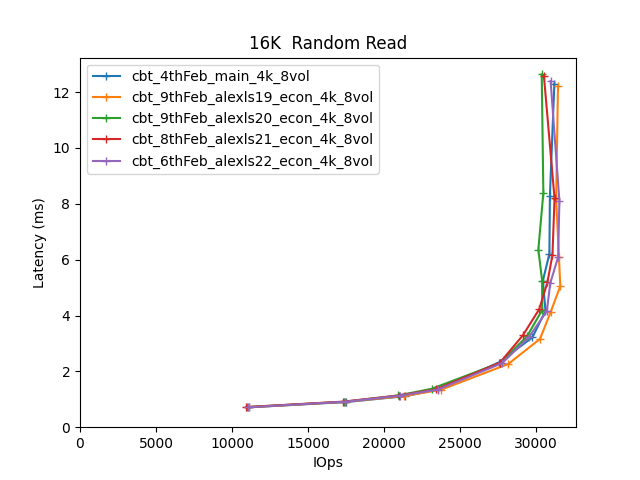 16K  Random Read
cbt_4thFeb_main_4k_8vol
cbt_9thFeb_alexls19_econ_4k_8vol
cbt_9thFeb_alexls20_econ_4k_8vol
cbt_8thFeb_alexls21_econ_4k_8vol
cbt_6thFeb_alexls22_econ_4k_8vol
Latency (ms)
12
10
8
6
4
2
0
0 5000 10000 15000 20000 25000 30000
IOps